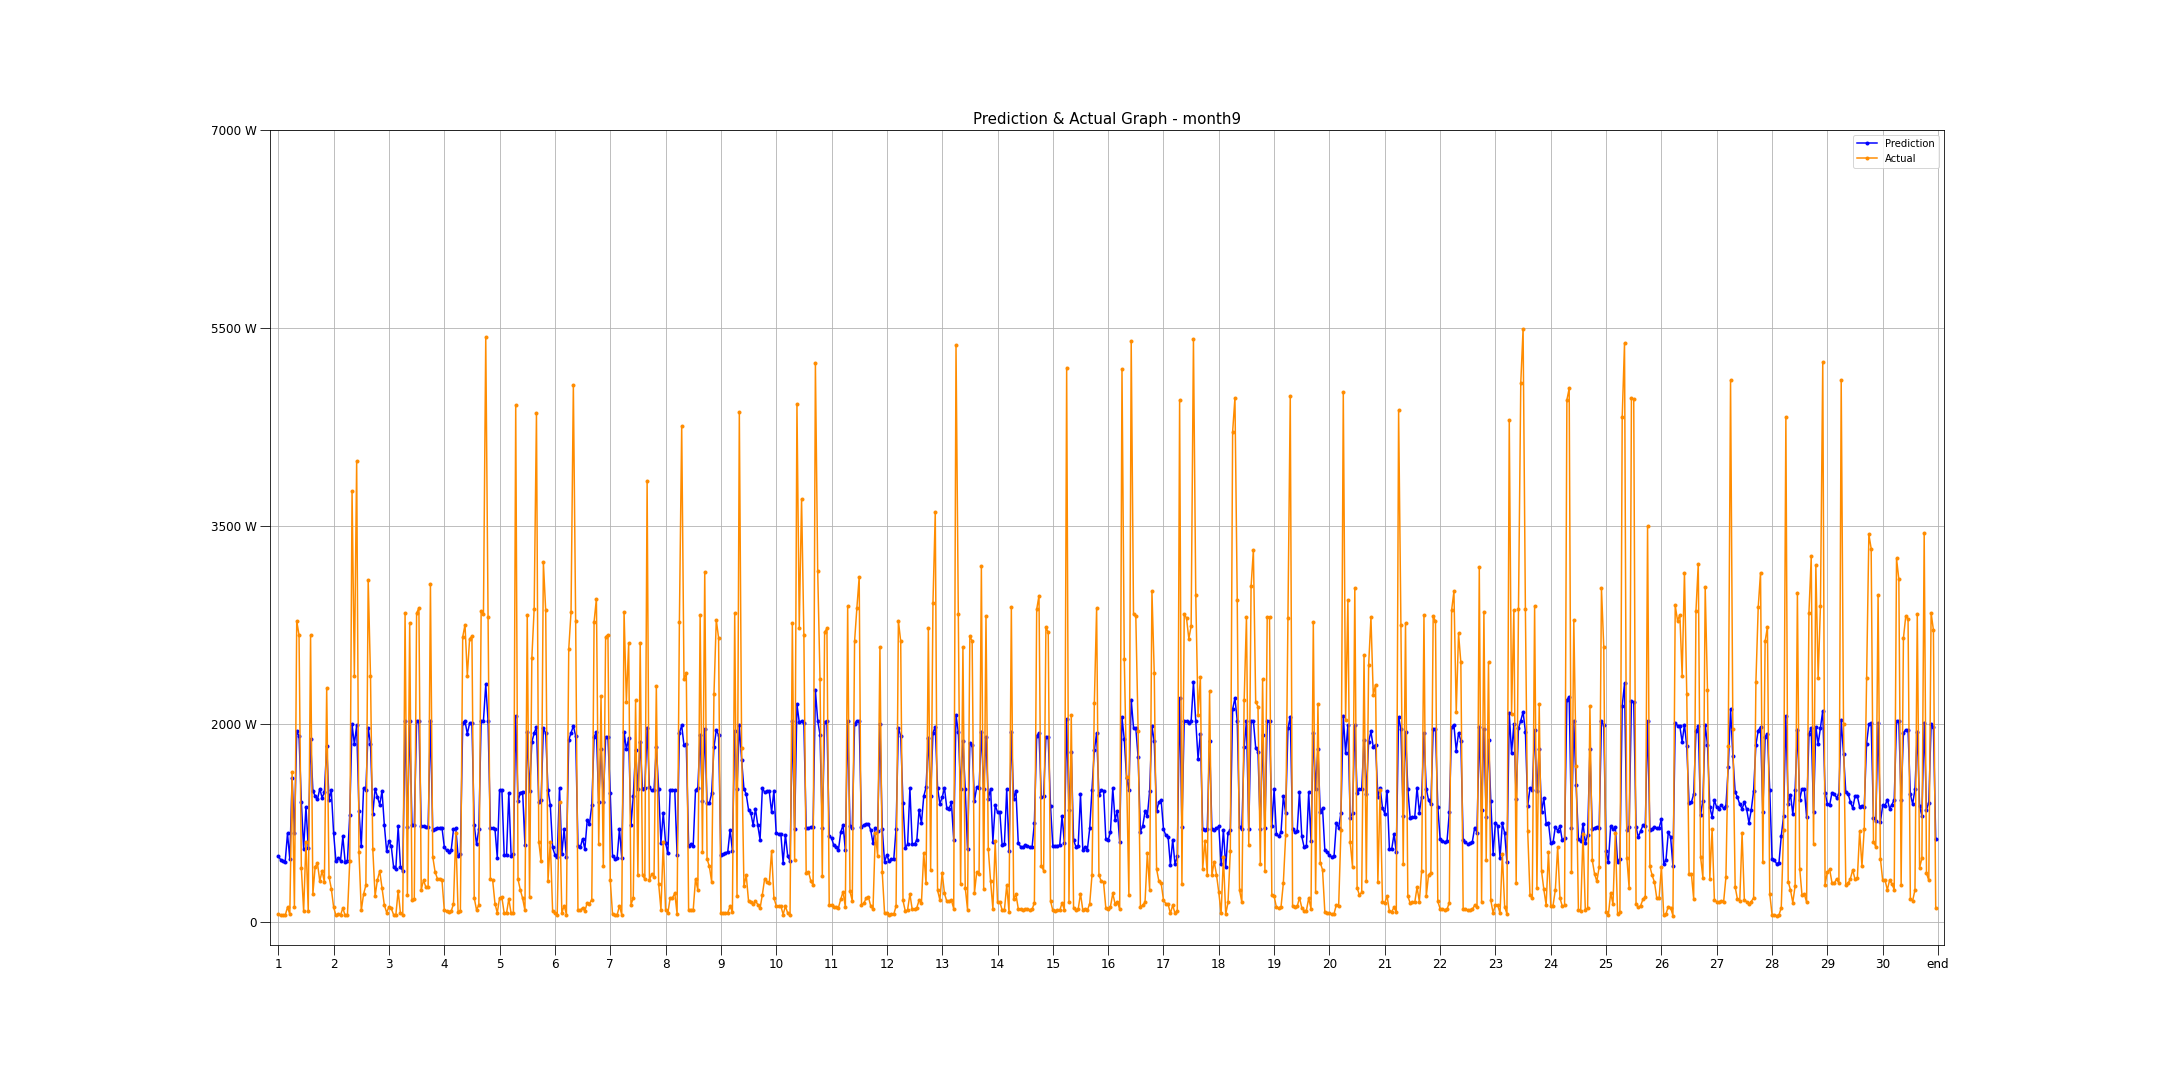 Prediction & Actual Graph - month9
7000 W
5500 W
3500 W
2000 W
0
Prediction
Actual
1 2 3 4 5 6 7 8 9 10 11 12 13 14 15 16 17 18 19 20 21 22 23 24 25 26 27 28 29 30 end